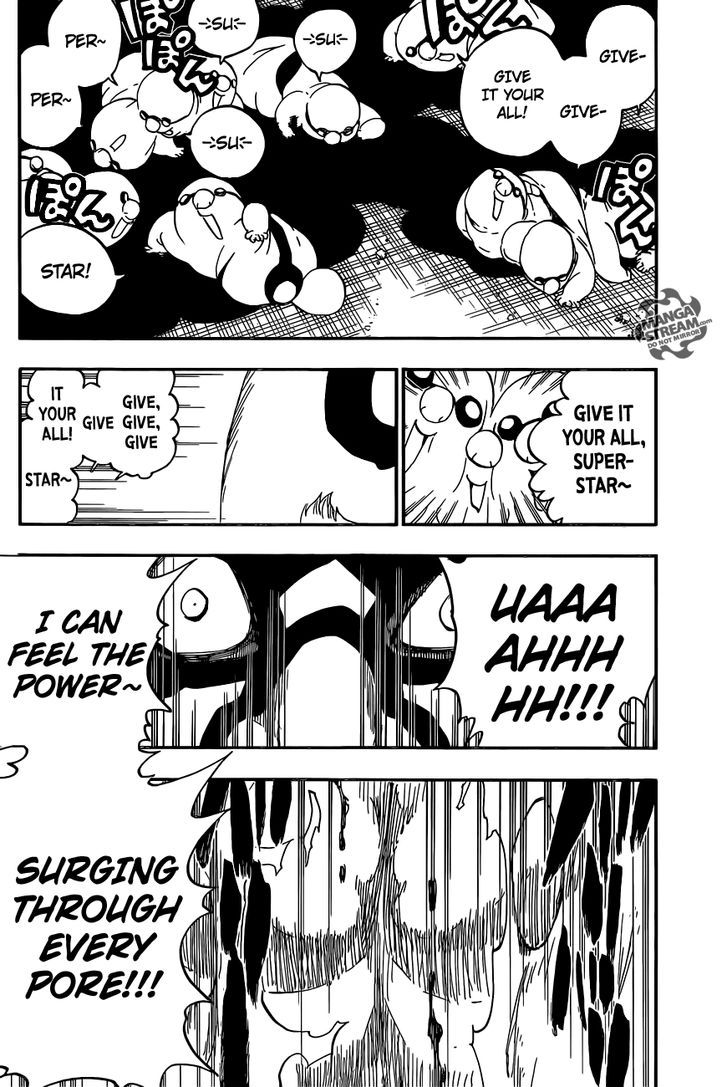 GIVE-
GIVE-
GIVE
IT YOUR
ALL!
ぽん
-SU-
-SU-
-SU-
ぽん
PER~
PER~
ぽん
ぽん
STAR!
MANGA
STREAM.com
DO NOT MIRROR
GIVE IT
YOUR ALL,
SUPER-
STAR~
GIVE,
GIVE,
GIVE
GIVE
IT
YOUR
ALL!
STAR~
UAAA
AHHH
HH!!!
I CAN
FEEL THE
POWER~
SURGING
THROUGH
EVERY
PORE!!!